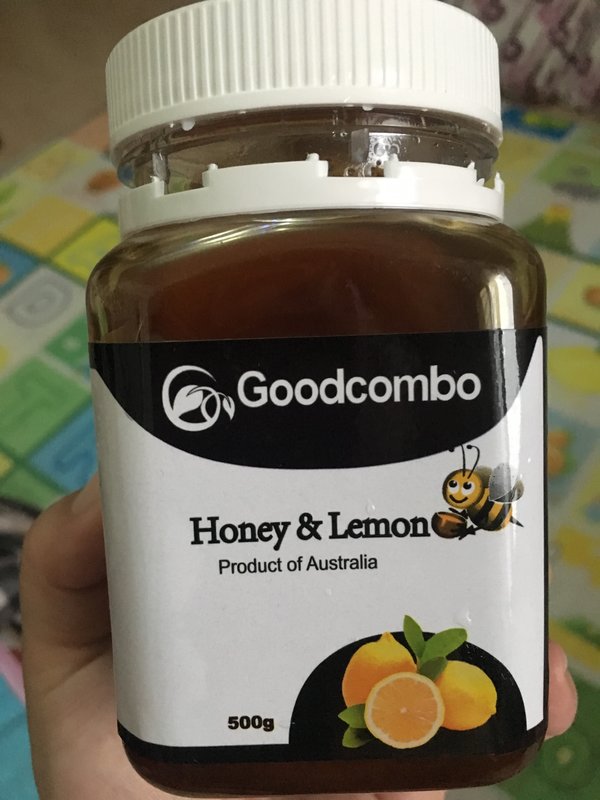 Goodcombo
Honey & Lemon
Product of Australia
500g